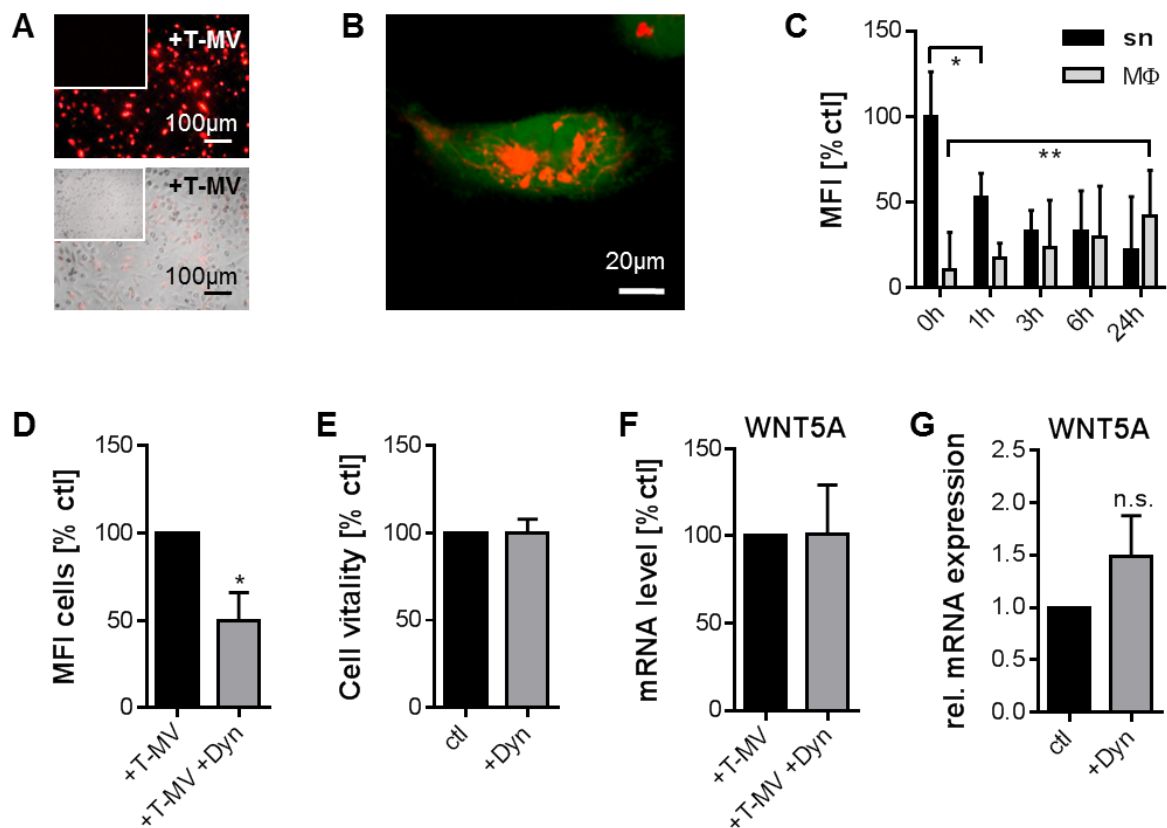 A
+T-MV
100µm
+T-MV
100µm
B
20µm
C
MFI [% ctl]
150
100
50
0
sn
MΦ
*
**
0h
1h
3h
6h
24h
D
MFI cells [% ctl]
150
100
50
0
*
+T-MV
+T-MV +Dyn
E
Cell vitality [% ctl]
150
100
50
0
ctl
+Dyn
F
WNT5A
mRNA level [% ctl]
150
100
50
0
+T-MV
+T-MV +Dyn
G
WNT5A
rel. mRNA expression
2.5
2.0
1.5
1.0
0.5
0.0
n.s.
ctl
+Dyn